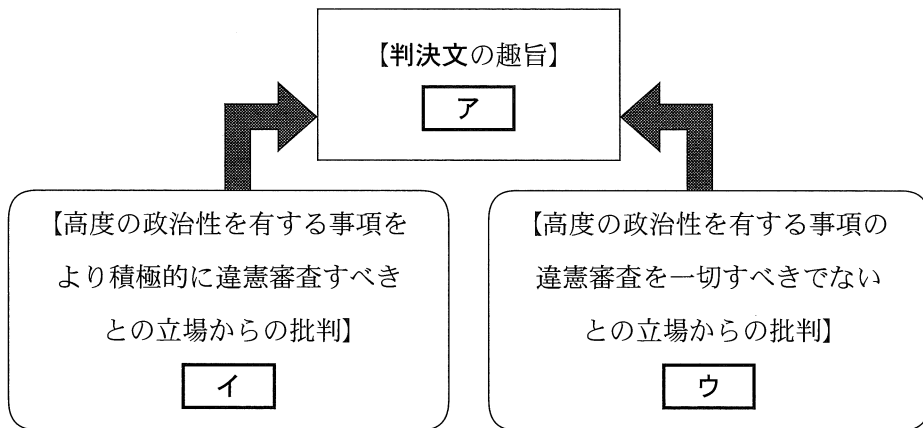 【判決文の趣旨】
ア
【高度の政治性を有する事項を
より積極的に違憲審査すべき
との立場からの批判】
イ
【高度の政治性を有する事項の
違憲審査を一切すべきでない
との立場からの批判】
ウ